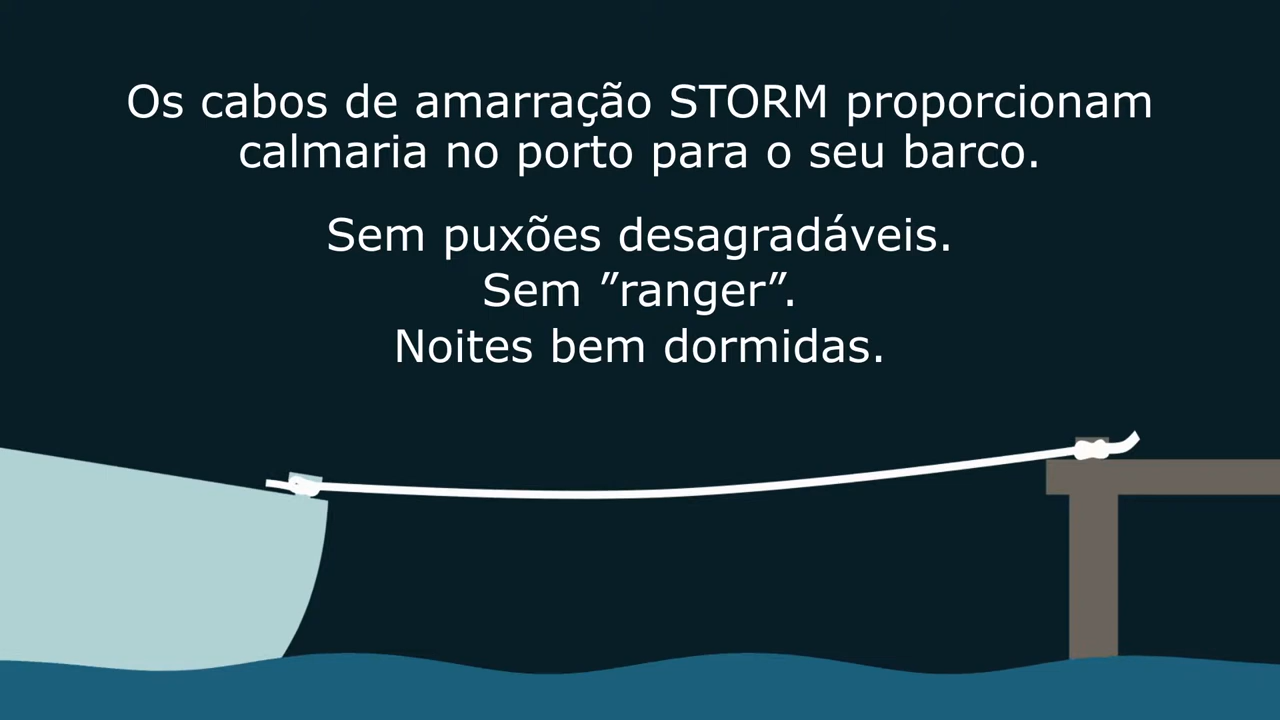 Os cabos de amarração STORM proporcionam
calmaria no porto para o seu barco.
Sem puxões desagradáveis.
Sem ”ranger”.
Noites bem dormidas.